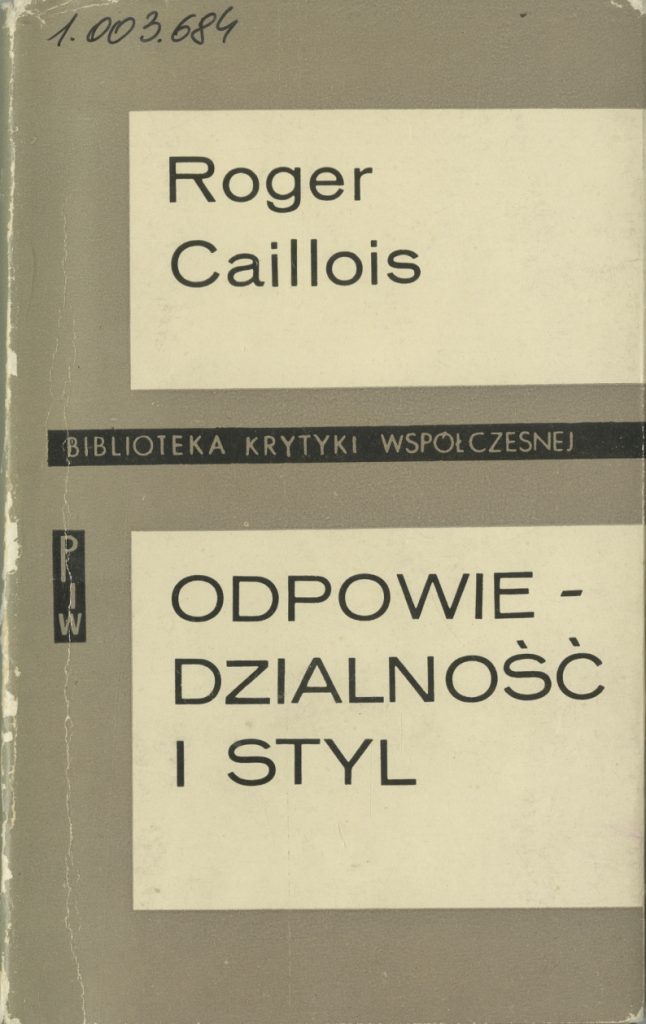 1.003.684
Roger
Caillois
BIBLIOTEKA KRYTYKI WSPÓŁCZESNEJ
PIW
ODPOWIE -
DZIALNOŚĆ
I STYL